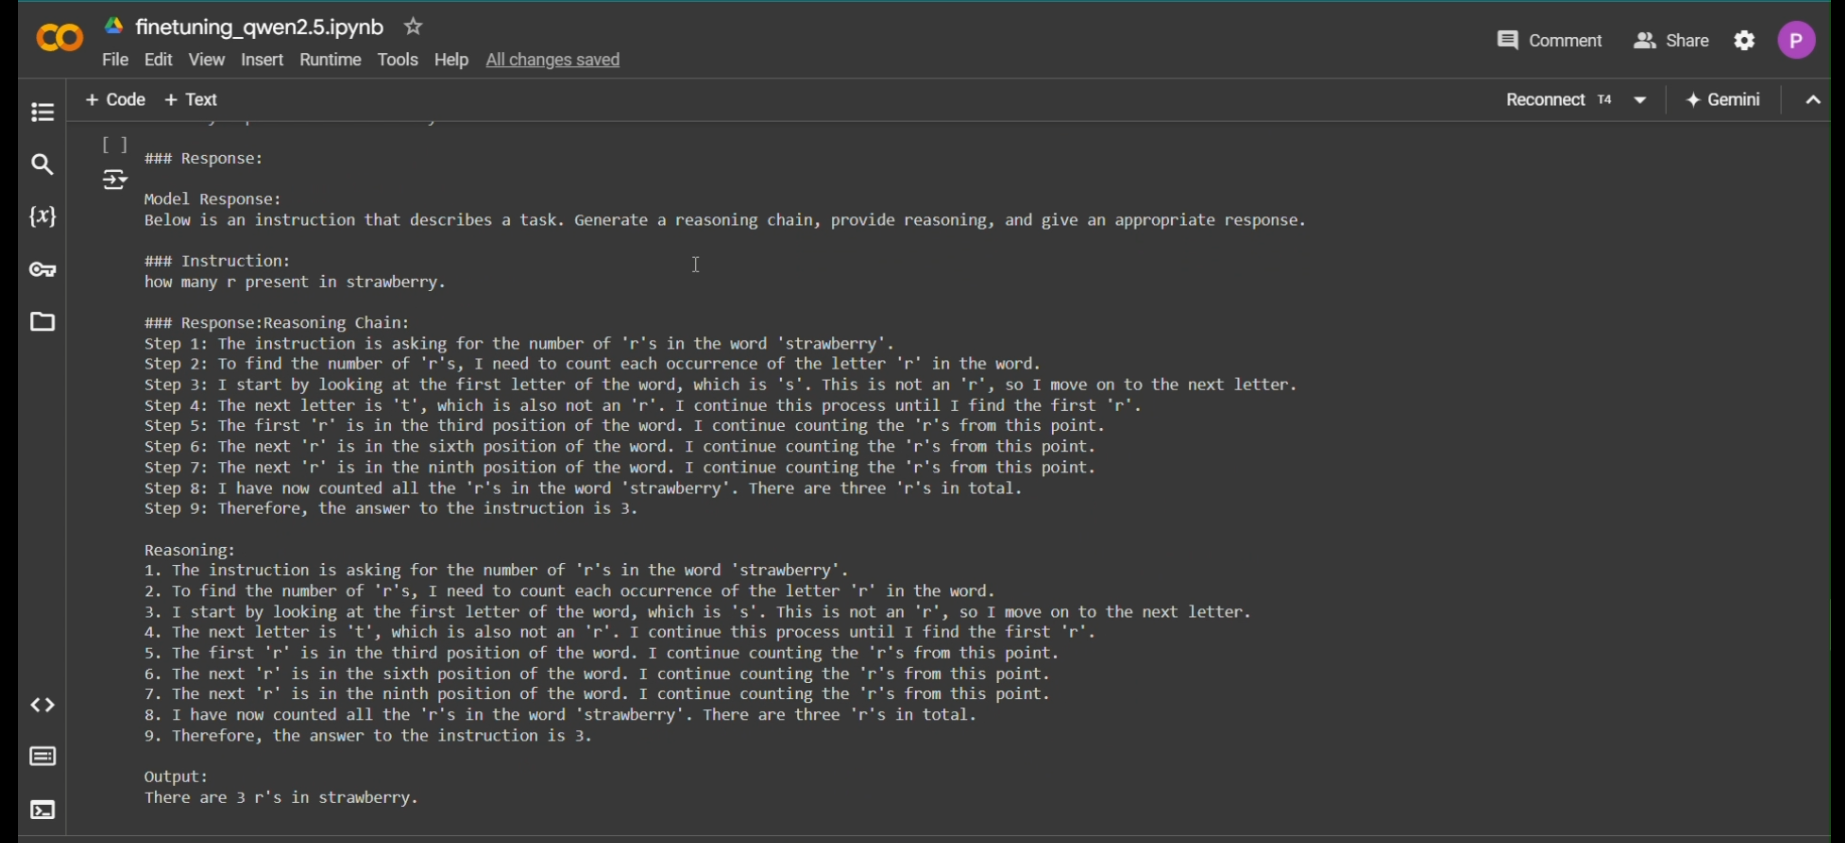 finetuning_qwen2.5.ipynb
Comment
Share
P
File Edit View Insert Runtime Tools Help All changes saved
+ Code + Text
Reconnect T4
Gemini
[ ]
### Response:
{x}
Model Response:
Below is an instruction that describes a task. Generate a reasoning chain, provide reasoning, and give an appropriate response.
### Instruction:
how many r present in strawberry.
### Response:Reasoning Chain:
Step 1: The instruction is asking for the number of 'r's in the word 'strawberry'.
Step 2: To find the number of 'r's, I need to count each occurrence of the letter 'r' in the word.
Step 3: I start by looking at the first letter of the word, which is 's'. This is not an 'r', so I move on to the next letter.
Step 4: The next letter is 't', which is also not an 'r'. I continue this process until I find the first 'r'.
Step 5: The first 'r' is in the third position of the word. I continue counting the 'r's from this point.
Step 6: The next 'r' is in the sixth position of the word. I continue counting the 'r's from this point.
Step 7: The next 'r' is in the ninth position of the word. I continue counting the 'r's from this point.
Step 8: I have now counted all the 'r's in the word 'strawberry'. There are three 'r's in total.
Step 9: Therefore, the answer to the instruction is 3.
Reasoning:
1. The instruction is asking for the number of 'r's in the word 'strawberry'.
2. To find the number of 'r's, I need to count each occurrence of the letter 'r' in the word.
3. I start by looking at the first letter of the word, which is 's'. This is not an 'r', so I move on to the next letter.
4. The next letter is 't', which is also not an 'r'. I continue this process until I find the first 'r'.
5. The first 'r' is in the third position of the word. I continue counting the 'r's from this point.
6. The next 'r' is in the sixth position of the word. I continue counting the 'r's from this point.
7. The next 'r' is in the ninth position of the word. I continue counting the 'r's from this point.
8. I have now counted all the 'r's in the word 'strawberry'. There are three 'r's in total.
9. Therefore, the answer to the instruction is 3.
Output:
There are 3 r's in strawberry.